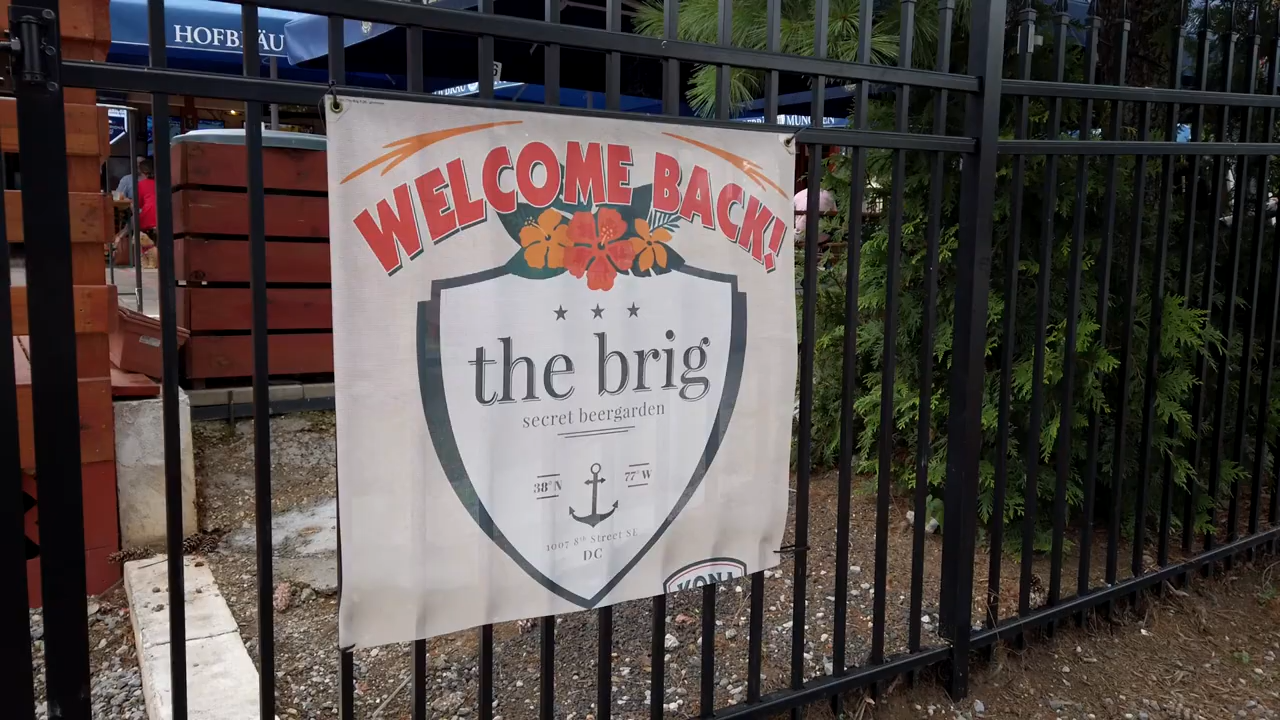 HOFBRÄU
WELCOME BACK!
the brig
secret beergarden
38°N
77°W
1007 8th Street SE
DC
KONA